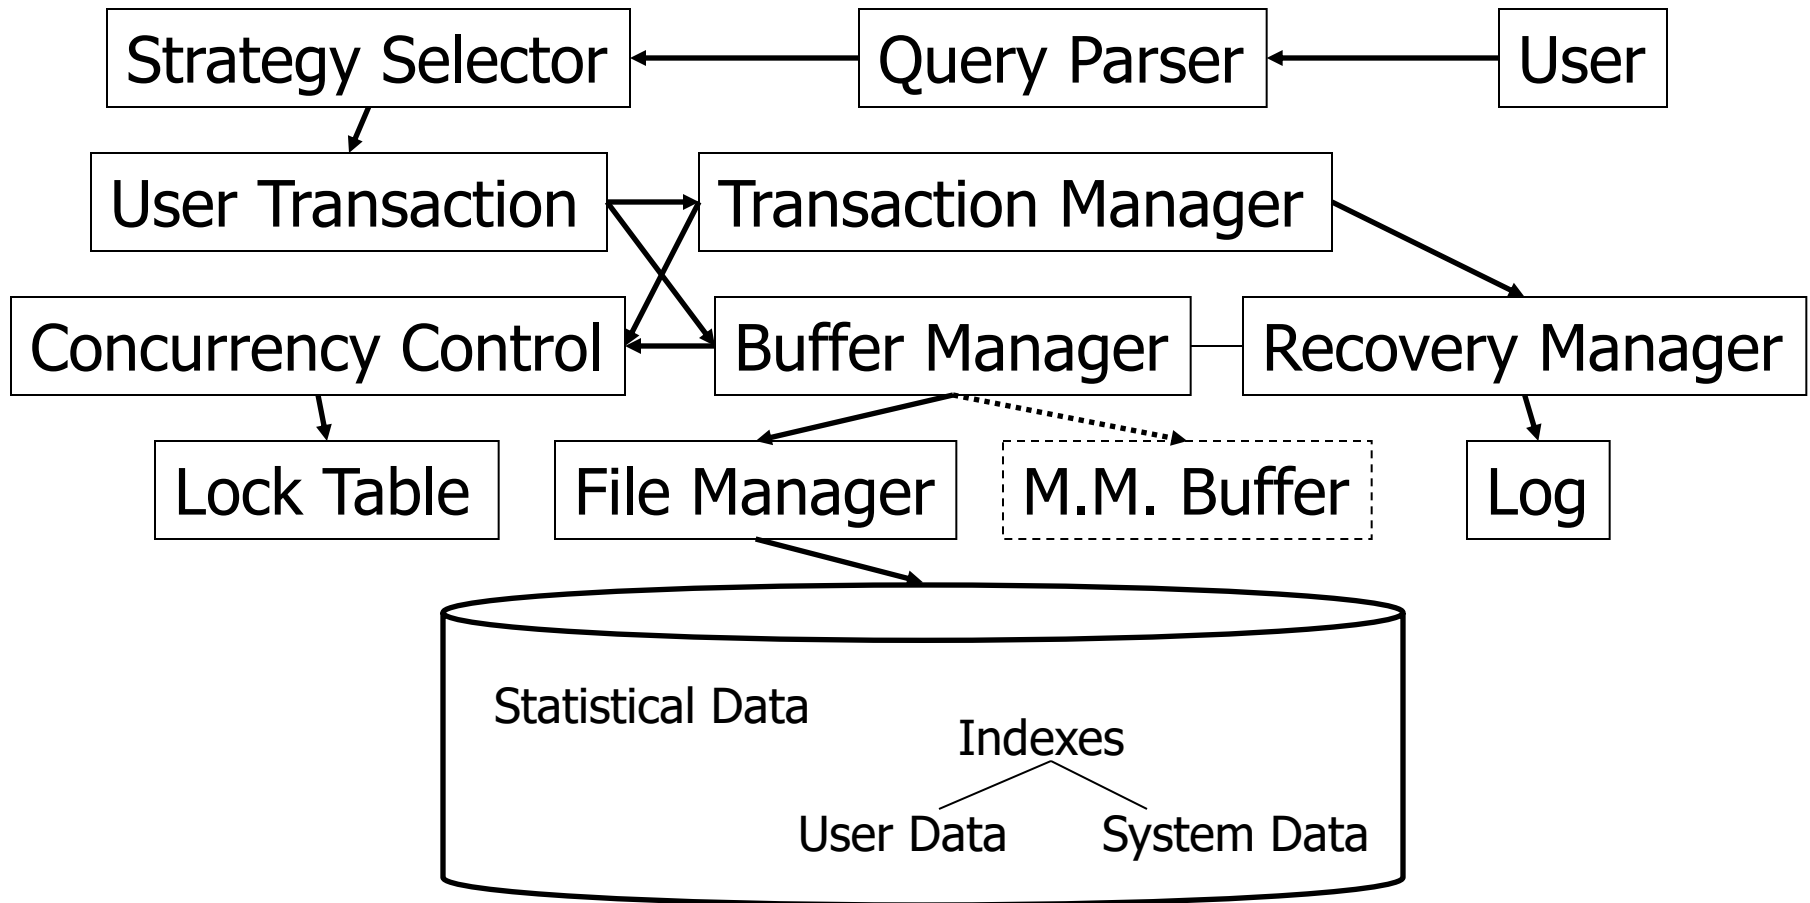 Strategy Selector
Query Parser
User
User Transaction
Transaction Manager
Concurrency Control
Buffer Manager
Recovery Manager
Lock Table
File Manager
M.M. Buffer
Log
Statistical Data
Indexes
User Data
System Data